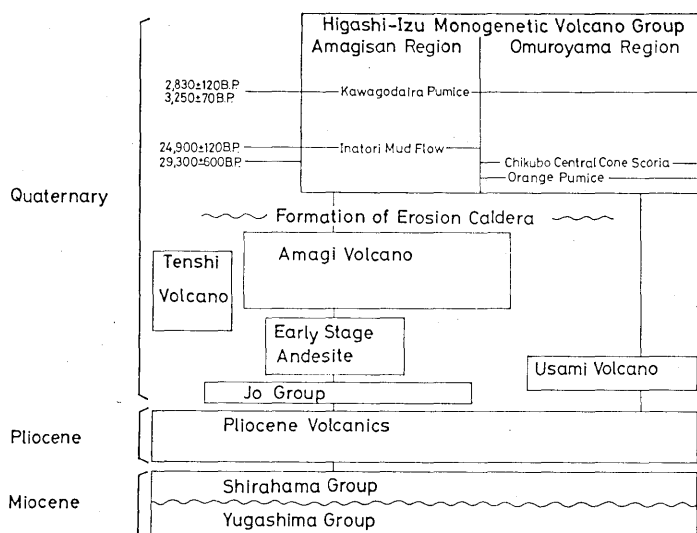 Higashi-Izu Monogenetic Volcano Group
Amagisan Region
Omuroyama Region
2,830±120B.P.
3,250±70B.P.
Kawagodaira Pumice
24,900±120B.P.
29,300±600B.P.
Inatori Mud Flow
Chikubo Central Cone Scoria
Orange Pumice
Quaternary
Formation of Erosion Caldera
Tenshi
Volcano
Amagi Volcano
Early Stage
Andesite
Usami Volcano
Jo Group
Pliocene
Pliocene Volcanics
Miocene
Shirahama Group
Yugashima Group